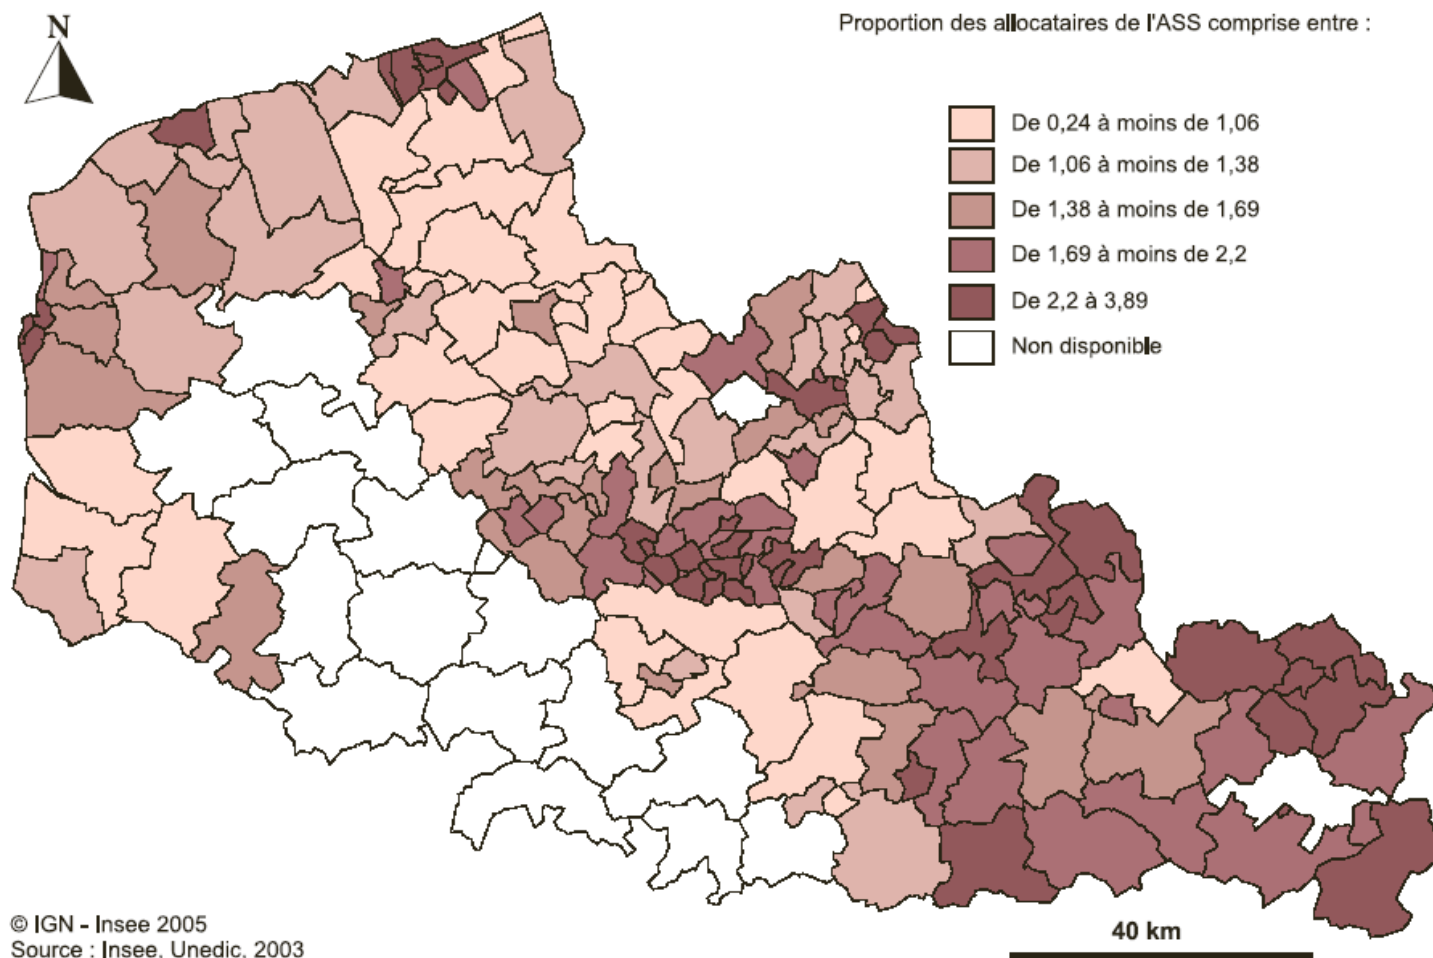 N
Proportion des allocataires de l'ASS comprise entre :
De 0,24 à moins de 1,06
De 1,06 à moins de 1,38
De 1,38 à moins de 1,69
De 1,69 à moins de 2,2
De 2,2 à 3,89
Non disponible
© IGN - Insee 2005
Source : Insee, Unedic, 2003
40 km